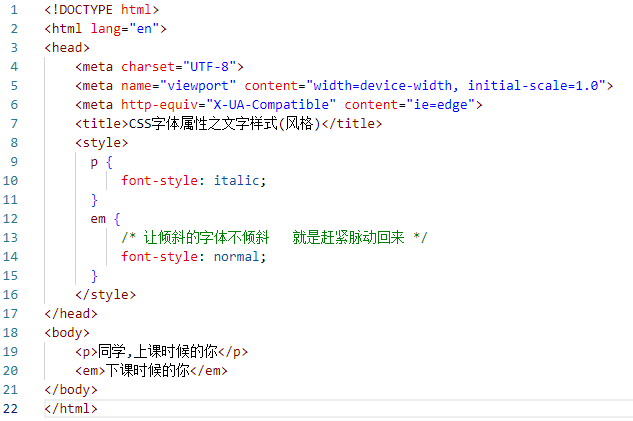 1 <!DOCTYPE html>
2 <html lang="en">
3 <head>
4 <meta charset="UTF-8">
5 <meta name="viewport" content="width=device-width, initial-scale=1.0">
6 <meta http-equiv="X-UA-Compatible" content="ie=edge">
7 <title>CSS字体属性之文字样式(风格)</title>
8 <style>
9 p {
10 font-style: italic;
11 }
12 em {
13 /* 让倾斜的字体不倾斜   就是赶紧脉动回来 */
14 font-style: normal;
15 }
16 </style>
17 </head>
18 <body>
19 <p>同学,上课时候的你</p>
20 <em>下课时候的你</em>
21 </body>
22 </html>